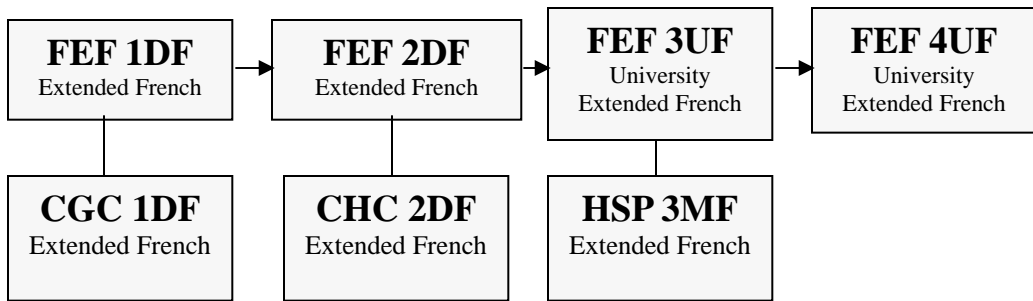 FEF 1DF
Extended French
FEF 2DF
Extended French
FEF 3UF
University
Extended French
FEF 4UF
University
Extended French
CGC 1DF
Extended French
CHC 2DF
Extended French
HSP 3MF
Extended French